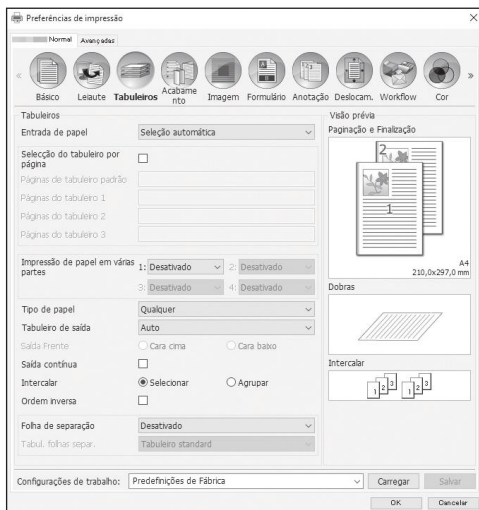 Preferências de impressão
Normal Avançadas
« Básico Leiaute Tabuleiros Acabame nto Imagem Formulário Anotação Deslocam. Workflow Cor »
Tabuleiros
Entrada de papel Seleção automática
Selecção do tabuleiro por página
Páginas de tabuleiro padrão
Páginas do tabuleiro 1
Páginas do tabuleiro 2
Páginas do tabuleiro 3
Impressão de papel em várias partes 1: Desativado 2: Desativado
3: Desativado 4: Desativado
Tipo de papel Qualquer
Tabuleiro de saída Auto
Saída Frente Cara cima Cara baixo
Saída contínua
Intercalar Selecionar Agrupar
Ordem inversa
Folha de separação Desativado
Tabul. folhas separ. Tabuleiro standard
Visão prévia
Paginação e Finalização
2
1
A4
210,0x297,0 mm
Dobras
Intercalar
1 2 3 1 2 3
Configurações de trabalho: Predefinições de Fábrica Carregar Salvar
OK Cancelar